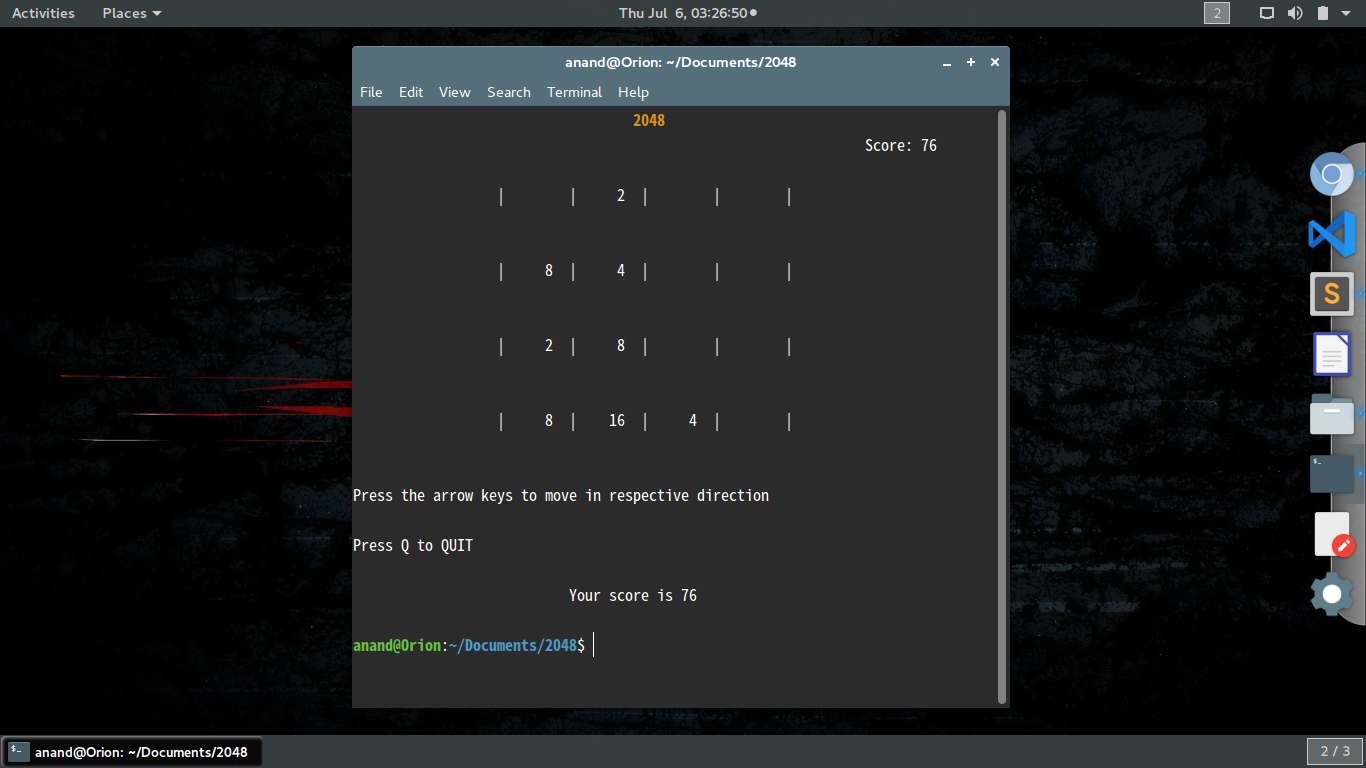 Activities Places Thu Jul 6, 03:26:50 2
anand@Orion: ~/Documents/2048
File Edit View Search Terminal Help
2048
Score: 76
| | 2 | | |
| 8 | 4 | | |
| 2 | 8 | | |
| 8 | 16 | 4 | |
Press the arrow keys to move in respective direction
Press Q to QUIT
Your score is 76
anand@Orion:~/Documents/2048$
S
$-
$- anand@Orion: ~/Documents/2048 2 / 3